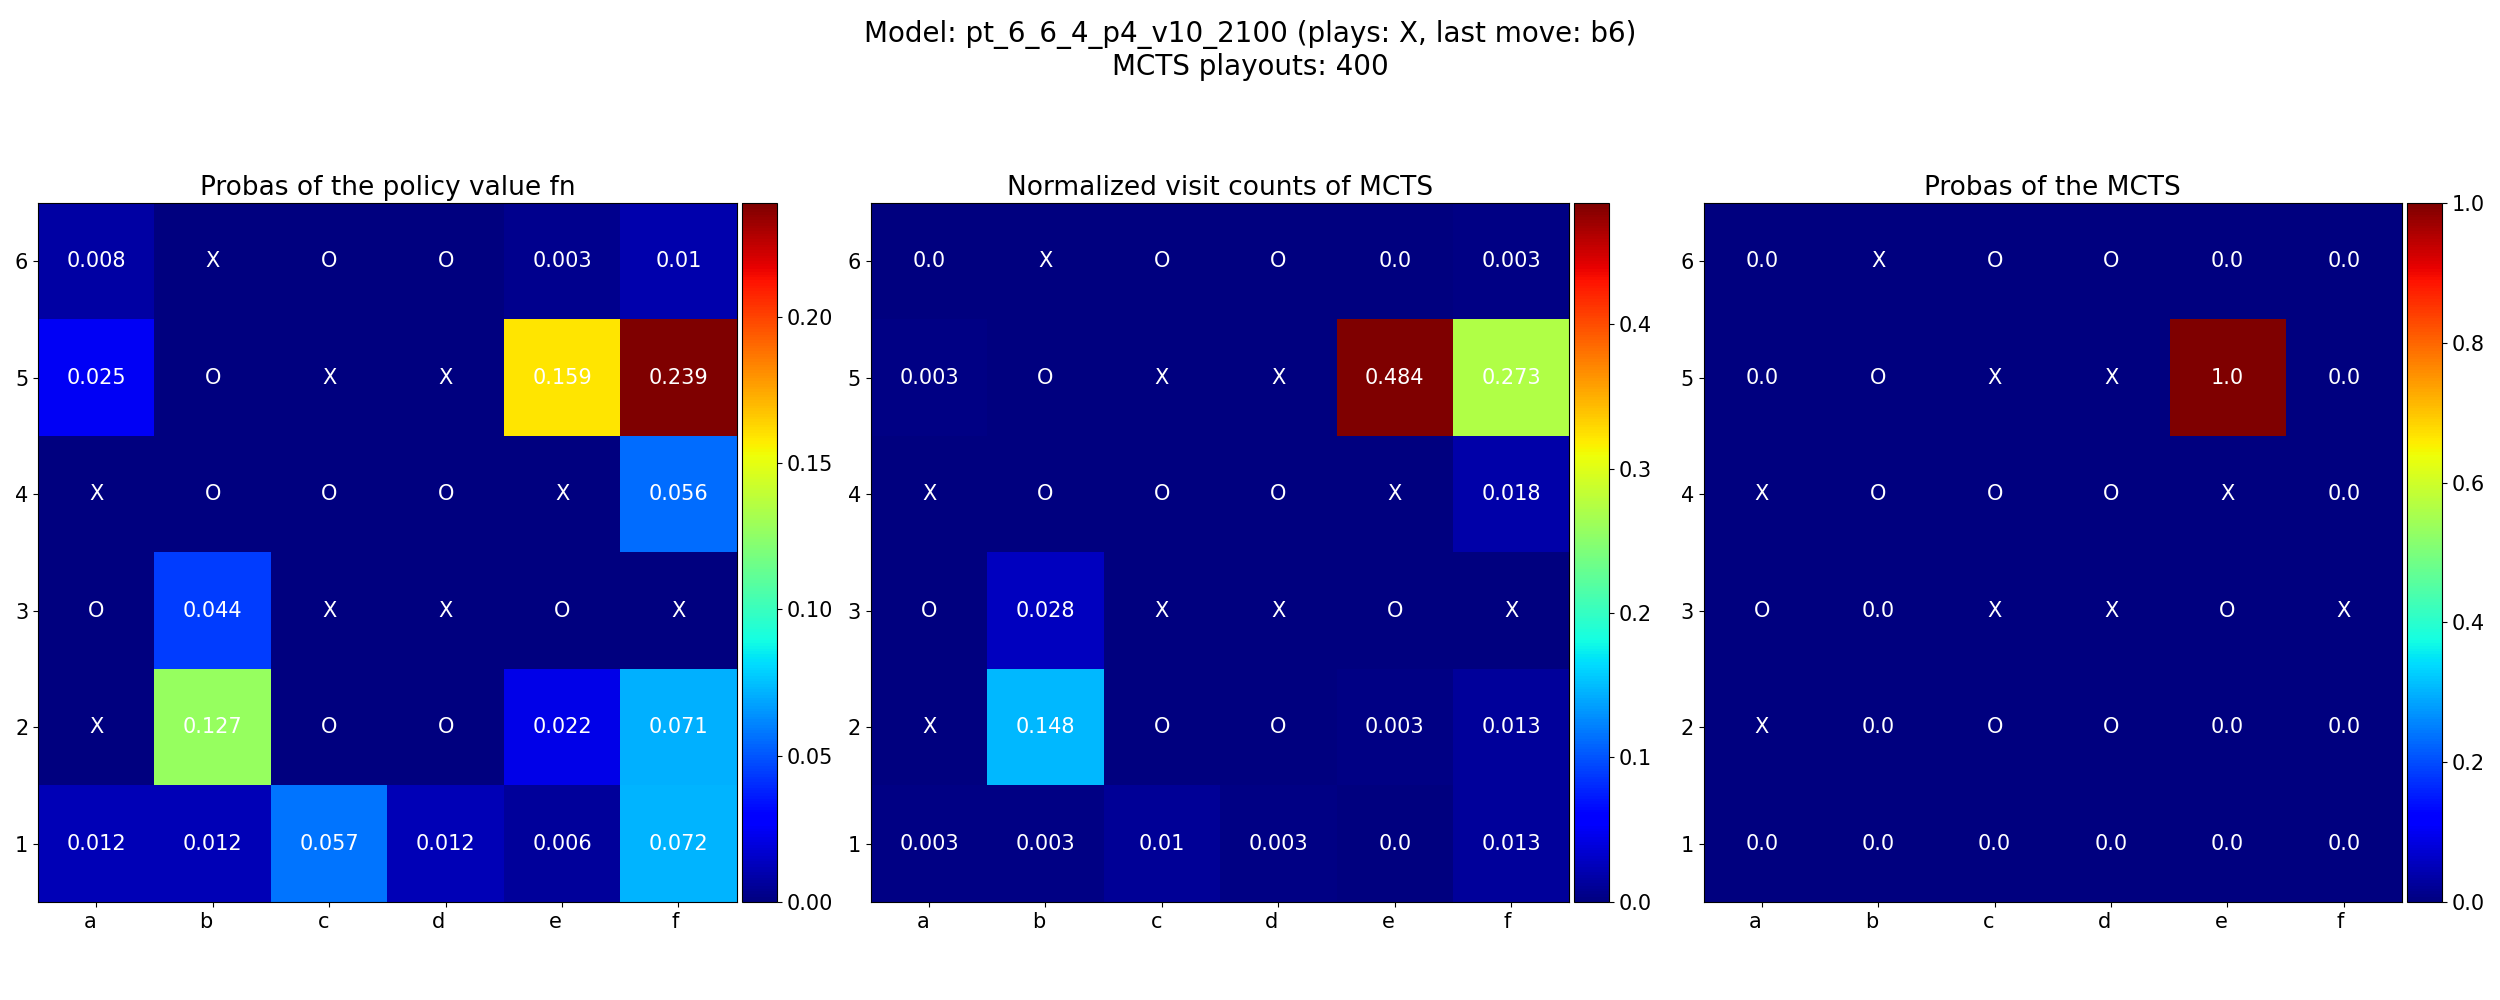 Model: pt_6_6_4_p4_v10_2100 (plays: X, last move: b6)
MCTS playouts: 400
Probas of the policy value fn
6 0.008 X O O 0.003 0.01
5 0.025 O X X 0.159 0.239
4 X O O O X 0.056
3 O 0.044 X X O X
2 X 0.127 O O 0.022 0.071
1 0.012 0.012 0.057 0.012 0.006 0.072
a b c d e f
0.20
0.15
0.10
0.05
0.00
Normalized visit counts of MCTS
6 0.0 X O O 0.0 0.003
5 0.003 O X X 0.484 0.273
4 X O O O X 0.018
3 O 0.028 X X O X
2 X 0.148 O O 0.003 0.013
1 0.003 0.003 0.01 0.003 0.0 0.013
a b c d e f
0.4
0.3
0.2
0.1
0.0
Probas of the MCTS
6 0.0 X O O 0.0 0.0
5 0.0 O X X 1.0 0.0
4 X O O O X 0.0
3 O 0.0 X X O X
2 X 0.0 O O 0.0 0.0
1 0.0 0.0 0.0 0.0 0.0 0.0
a b c d e f
1.0
0.8
0.6
0.4
0.2
0.0